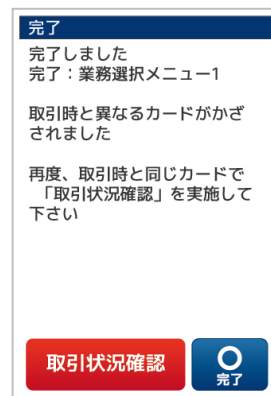 完了
完了しました
完了：業務選択メニュー1
取引時と異なるカードがかざ
されました
再度、取引時と同じカードで
「取引状況確認」を実施して
下さい
取引状況確認
完了